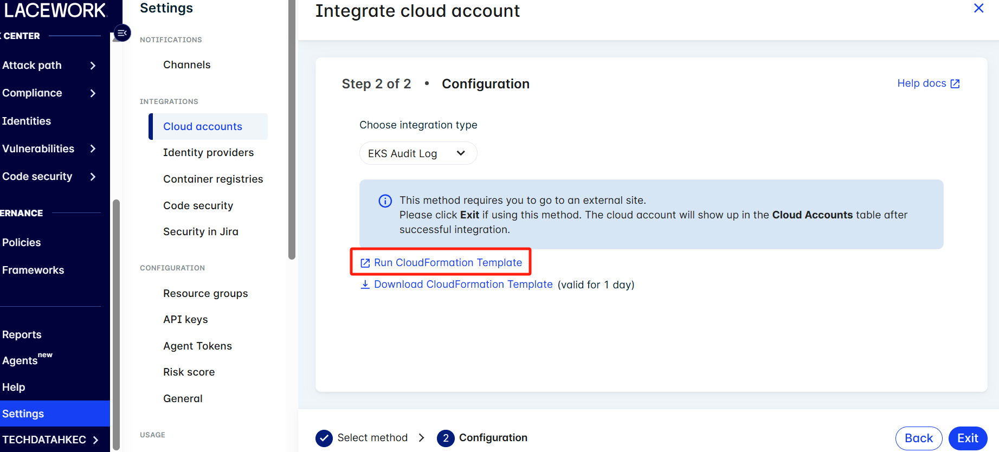 LACEWORK
CENTER
Attack path
Compliance
Identities
Vulnerabilities
Code security
ERNANCE
Policies
Frameworks
Reports
Agents new
Help
Settings
TECHDATAHKEC
Settings
NOTIFICATIONS
Channels
INTEGRATIONS
Cloud accounts
Identity providers
Container registries
Code security
Security in Jira
CONFIGURATION
Resource groups
API keys
Agent Tokens
Risk score
General
USAGE
Integrate cloud account
Step 2 of 2 • Configuration
Help docs
Choose integration type
EKS Audit Log
This method requires you to go to an external site.
Please click Exit if using this method. The cloud account will show up in the Cloud Accounts table after
successful integration.
Run CloudFormation Template
Download CloudFormation Template (valid for 1 day)
Select method
2 Configuration
Back
Exit